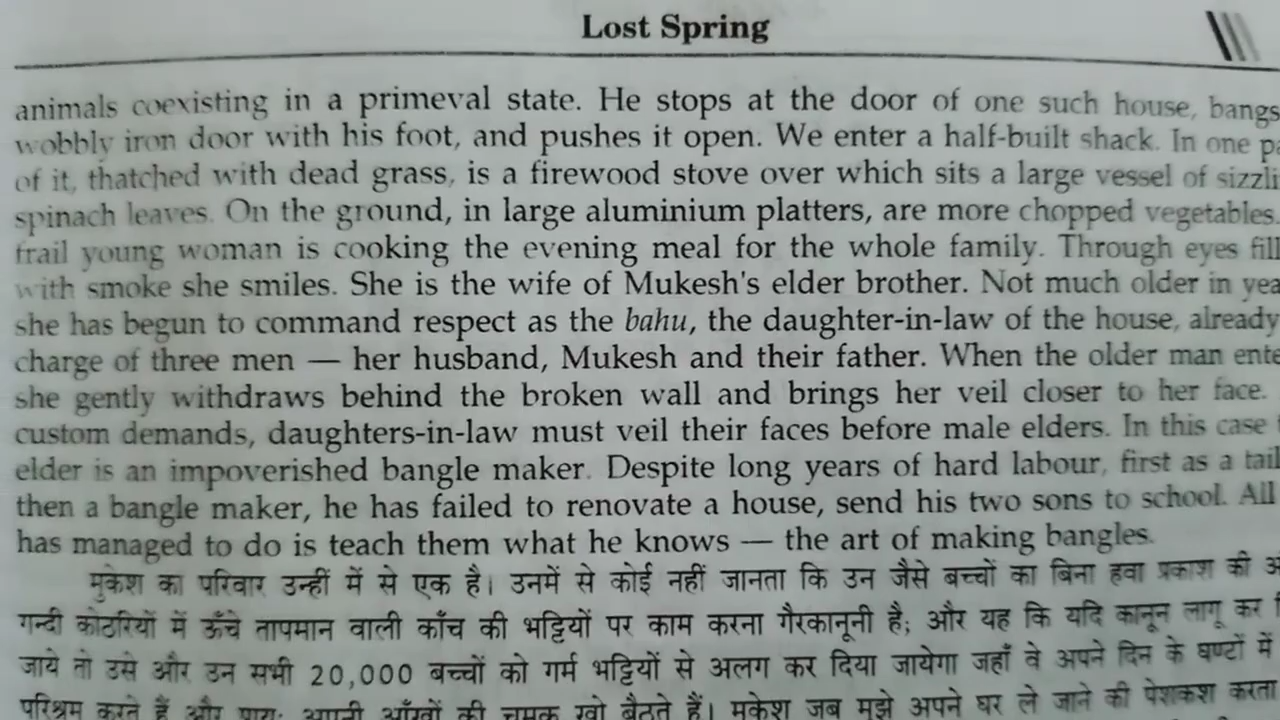 Lost Spring
animals coexisting in a primeval state. He stops at the door of one such house, bangs
wobbly iron door with his foot, and pushes it open. We enter a half-built shack. In one
of it, thatched with dead grass, is a firewood stove over which sits a large vessel of
spinach leaves. On the ground, in large aluminium platters, are more chopped vegetables.
frail young woman is cooking the evening meal for the whole family. Through eyes
with smoke she smiles. She is the wife of Mukesh's elder brother. Not much older in
she has begun to command respect as the bahu, the daughter-in-law of the house, already
charge of three men — her husband, Mukesh and their father. When the older man
she gently withdraws behind the broken wall and brings her veil closer to her face.
custom demands, daughters-in-law must veil their faces before male elders. In this case
elder is an impoverished bangle maker. Despite long years of hard labour, first as a
then a bangle maker, he has failed to renovate a house, send his two sons to school. All
has managed to do is teach them what he knows — the art of making bangles.
मुकेश का परिवार उन्हीं में से एक है। उनमें से कोई नहीं जानता कि उन जैसे बच्चों का बिना हवा प्रकाश की
गन्दी कोठरियों में ऊँचे तापमान वाली काँच की भट्टियों पर काम करना गैरकानूनी है; और यह कि यदि कानून लागू कर
जाये तो उसे और उन सभी 20,000 बच्चों को गर्म भट्टियों से अलग कर दिया जायेगा जहाँ वे अपने दिन के घण्टों में
परिश्रम करते हैं और प्रायः अपनी आँखों की चमक खो बैठते हैं। मुकेश जब मुझे अपने घर ले जाने की पेशकश करता